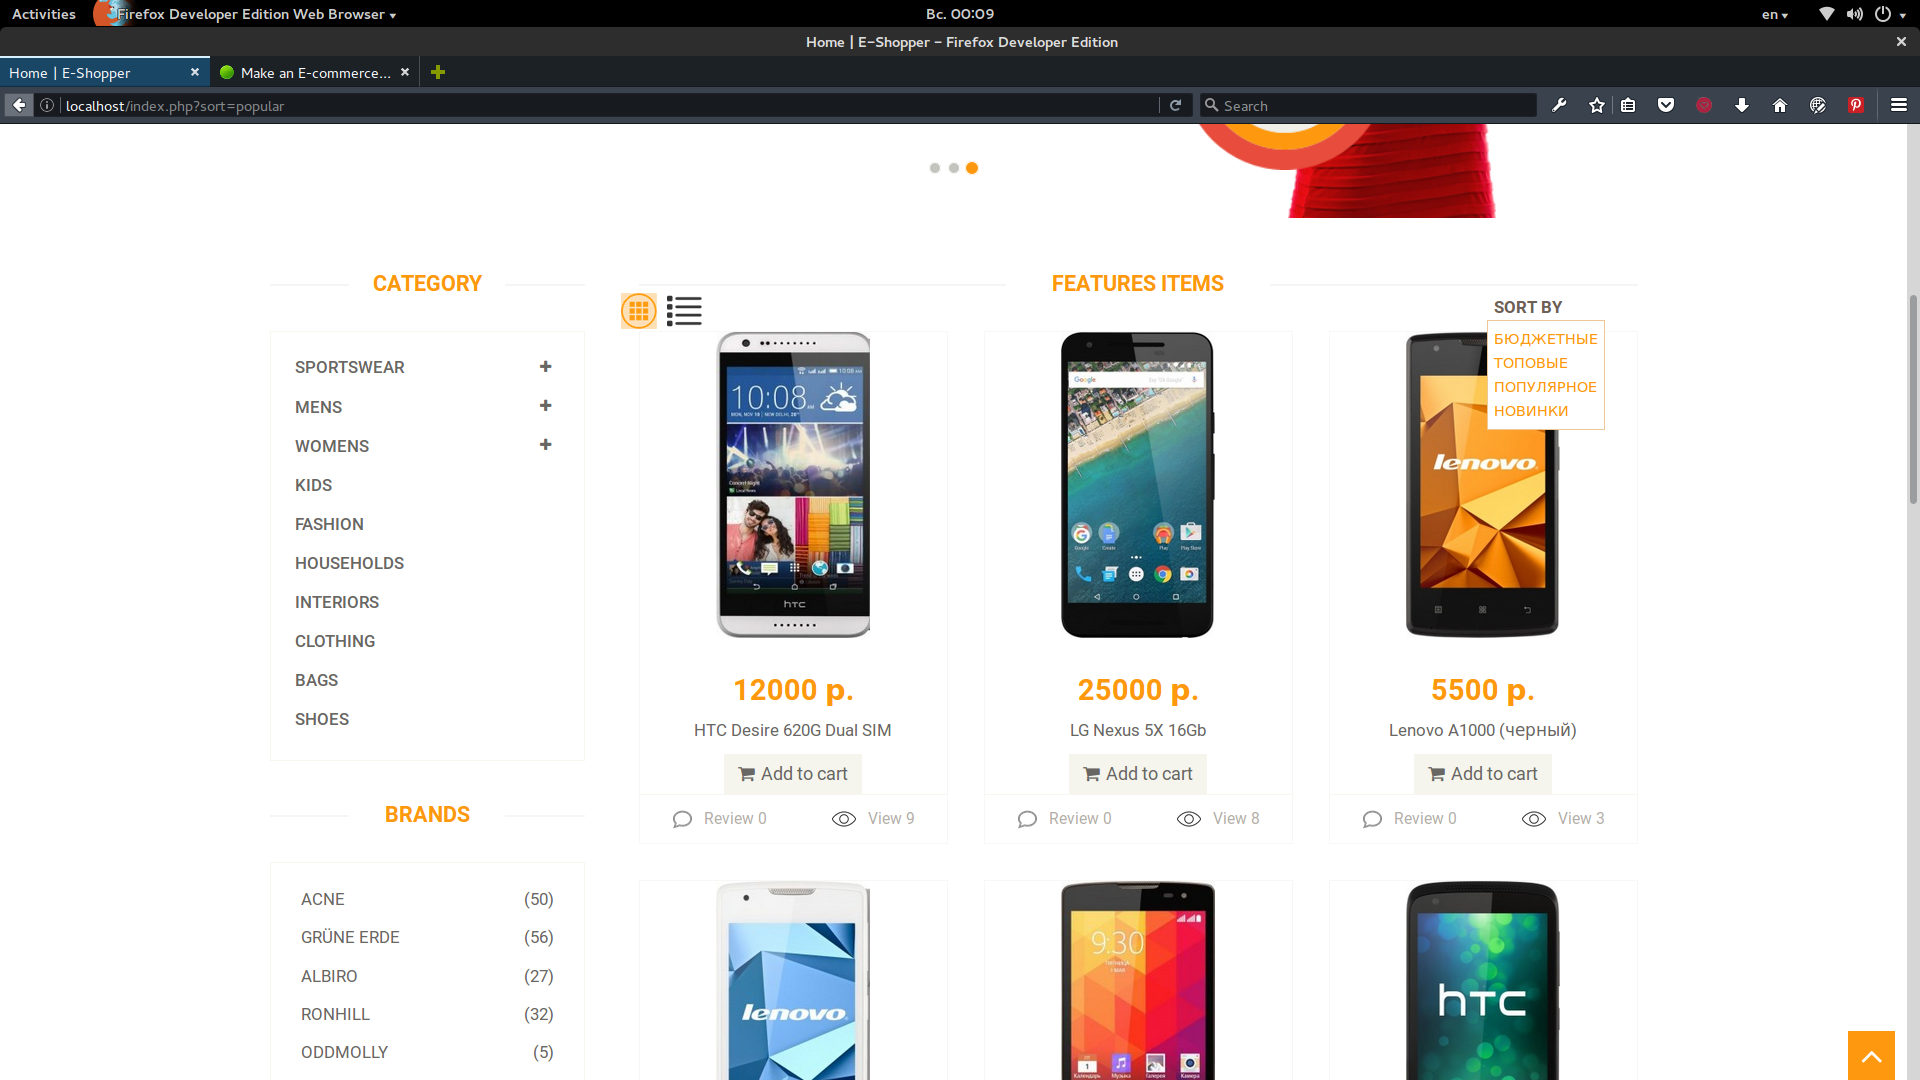 Activities
Firefox Developer Edition Web Browser
Вс. 00:09
en
Home | E-Shopper - Firefox Developer Edition
Home | E-Shopper
Make an E-commerce...
localhost/index.php?sort=popular
Search
CATEGORY
SPORTSWEAR
MENS
WOMENS
KIDS
FASHION
HOUSEHOLDS
INTERIORS
CLOTHING
BAGS
SHOES
BRANDS
ACNE (50)
GRÜNE ERDE (56)
ALBIRO (27)
RONHILL (32)
ODDMOLLY (5)
FEATURES ITEMS
SORT BY
БЮДЖЕТНЫЕ
ТОПОВЫЕ
ПОПУЛЯРНОЕ
НОВИНКИ
10:08
hTC
12000 р.
HTC Desire 620G Dual SIM
Add to cart
Review 0 View 9
Google
25000 р.
LG Nexus 5X 16Gb
Add to cart
Review 0 View 8
lenovo
5500 р.
Lenovo A1000 (черный)
Add to cart
Review 0 View 3
lenovo
9:30
Календарь Музыка Галерея Камера
hTC